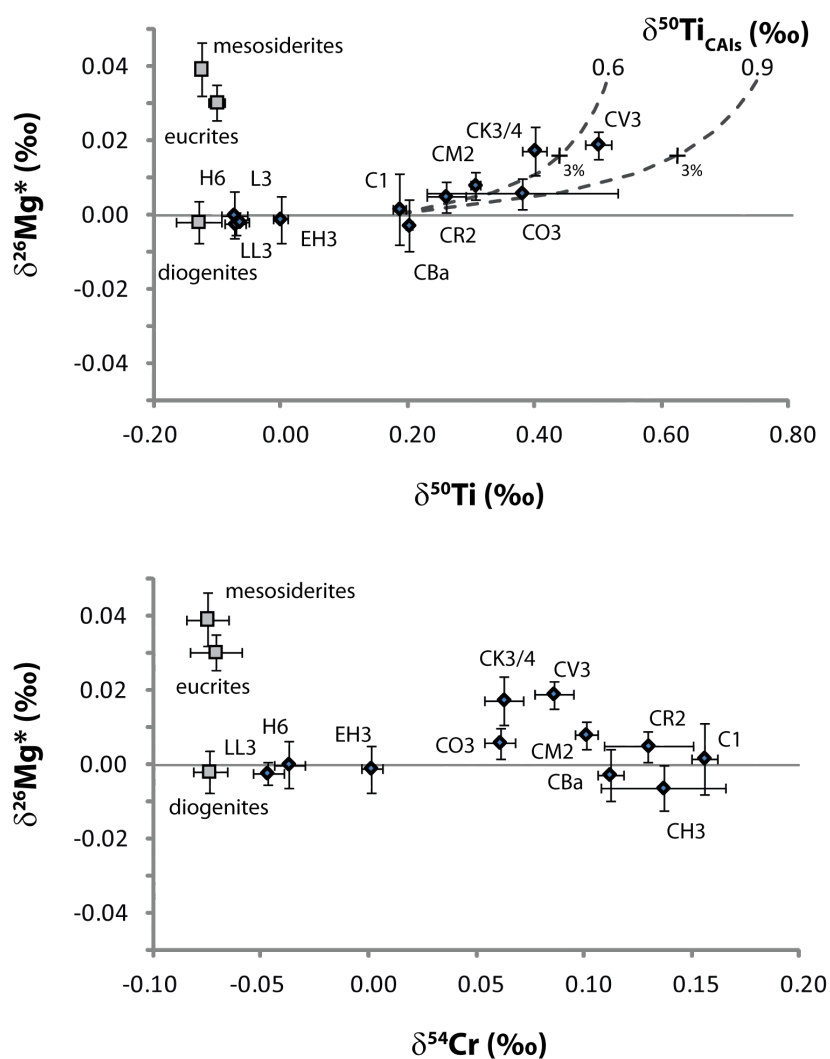 δ⁵⁰Ti_CAIs (‰)
mesosiderites
0.6 0.9
0.04
eucrites
CK3/4 CV3
0.02
CM2
3% 3%
H6 L3 C1
0.00
LL3 EH3 CR2 CO3
diogenites CBa
-0.02
-0.04
δ²⁶Mg* (‰)
-0.20 0.00 0.20 0.40 0.60 0.80
δ⁵⁰Ti (‰)
mesosiderites
0.04
eucrites
CK3/4 CV3
0.02
LL3 H6 EH3 CO3 CM2 CR2 C1
0.00
diogenites CBa
CH3
-0.02
-0.04
δ²⁶Mg* (‰)
-0.10 -0.05 0.00 0.05 0.10 0.15 0.20
δ⁵⁴Cr (‰)